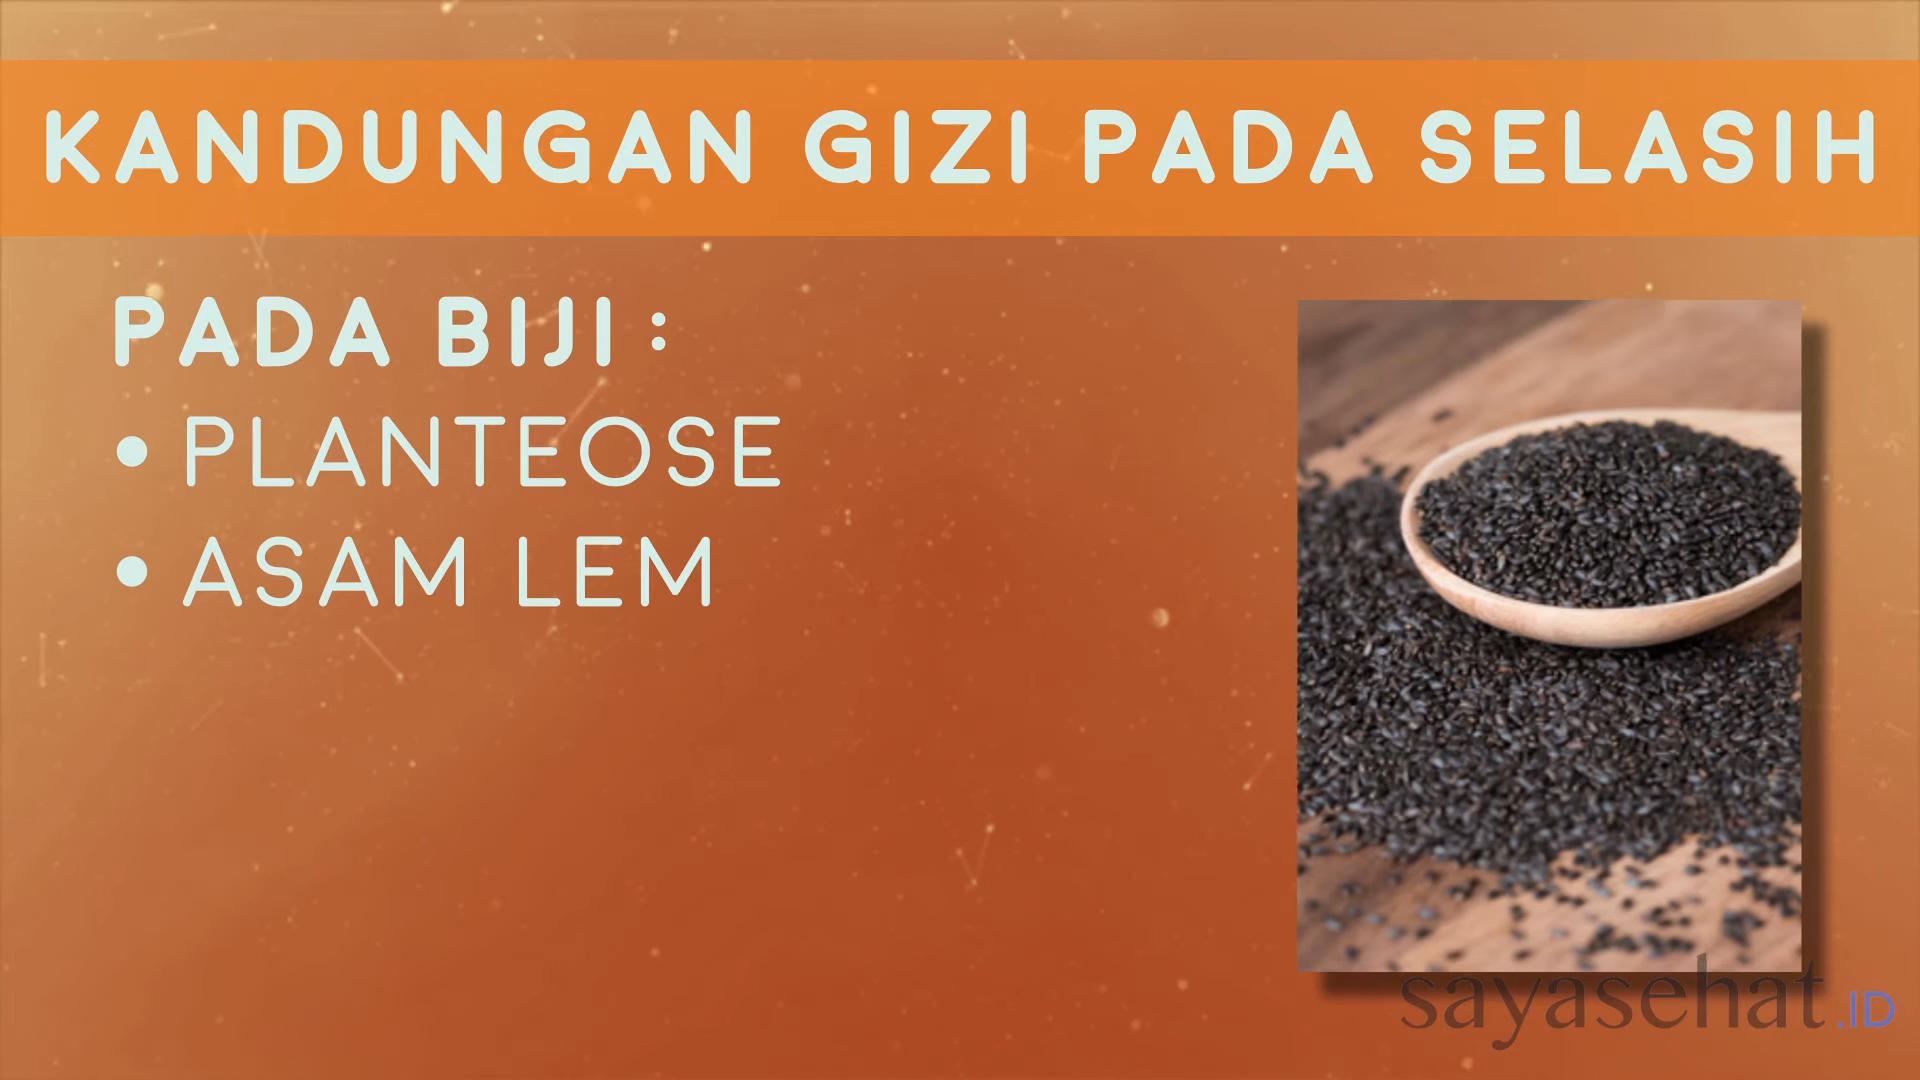 KANDUNGAN GIZI PADA SELASIH
PADA BIJI :
• PLANTEOSE
• ASAM LEM
sayasehat.ID